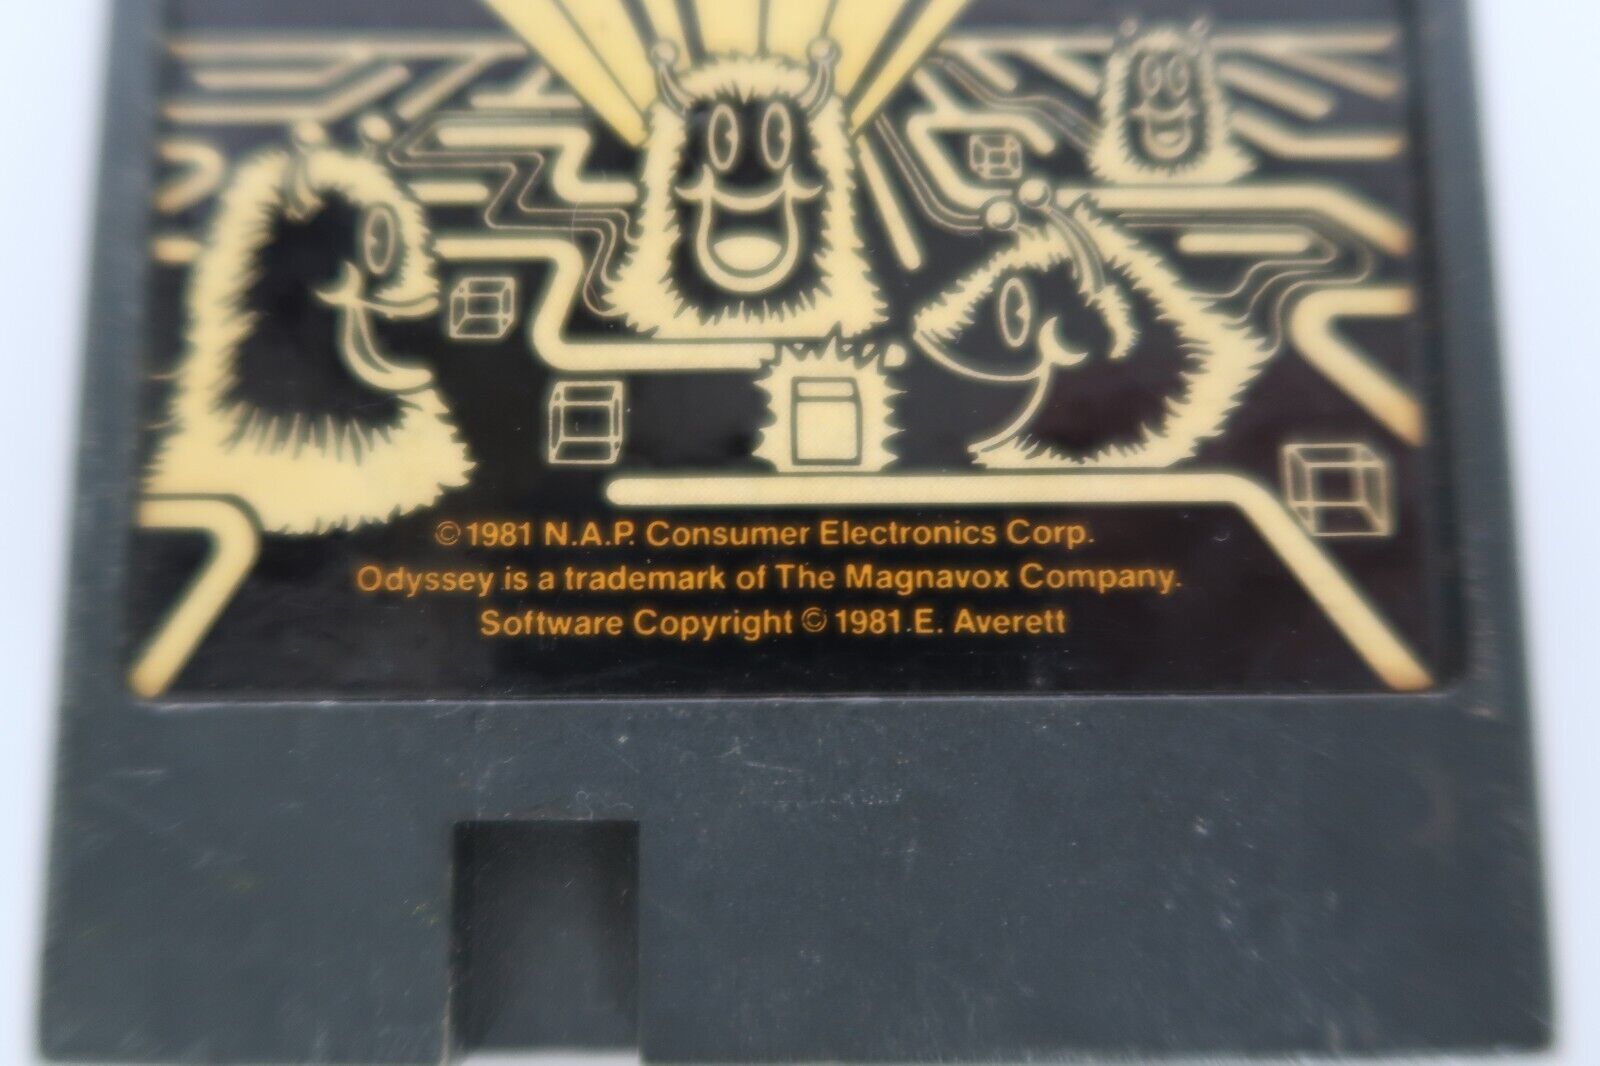 ©1981 N.A.P. Consumer Electronics Corp.
Odyssey is a trademark of The Magnavox Company.
Software Copyright © 1981 E. Averett